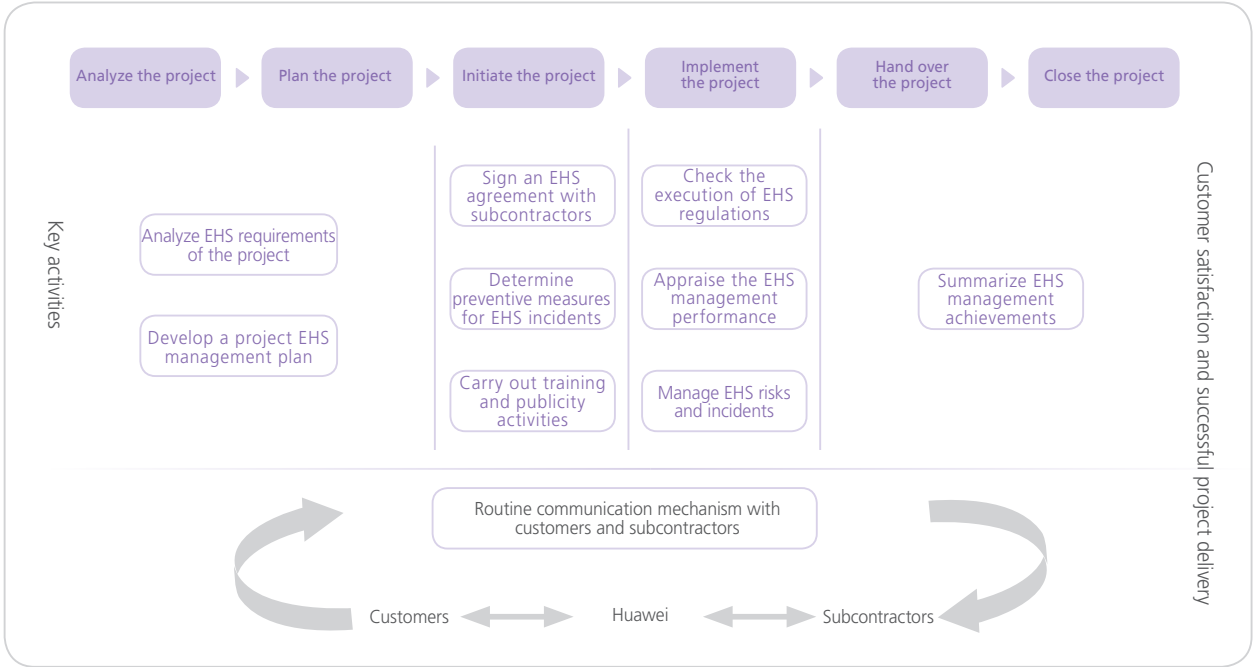 Analyze the project
Plan the project
Initiate the project
Implement
the project
Hand over
the project
Close the project
Key activities
Analyze EHS requirements
of the project
Develop a project EHS
management plan
Sign an EHS
agreement with
subcontractors
Determine
preventive measures
for EHS incidents
Carry out training
and publicity
activities
Check the
execution of EHS
regulations
Appraise the EHS
management
performance
Manage EHS risks
and incidents
Summarize EHS
management
achievements
Customer satisfaction and successful project delivery
Routine communication mechanism with
customers and subcontractors
Customers
Huawei
Subcontractors